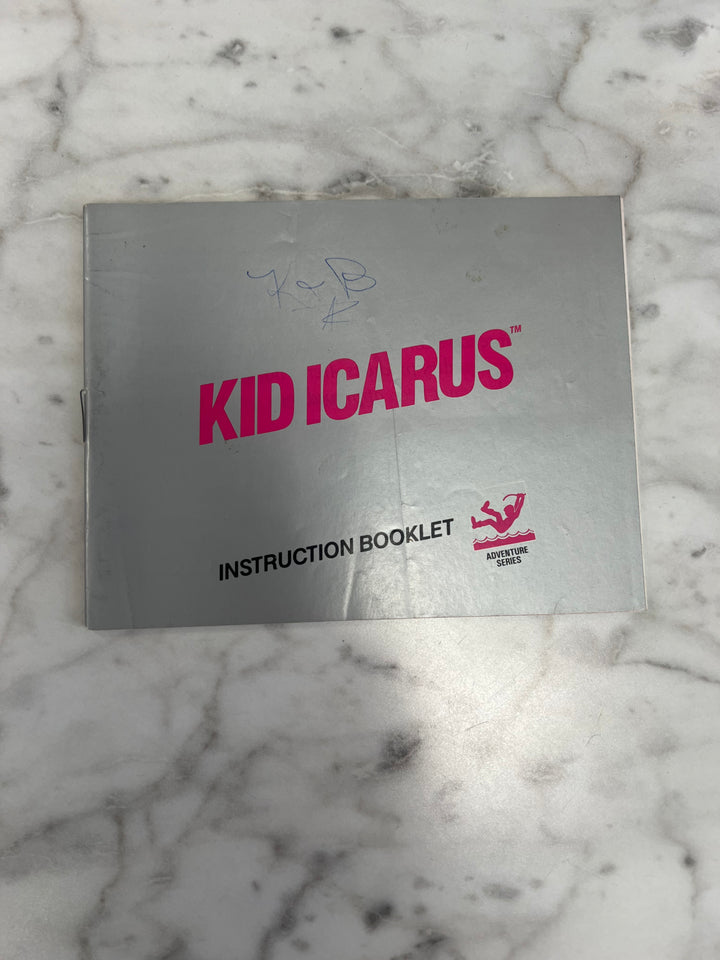 K & B
K
KID ICARUS™
INSTRUCTION BOOKLET
ADVENTURE
SERIES